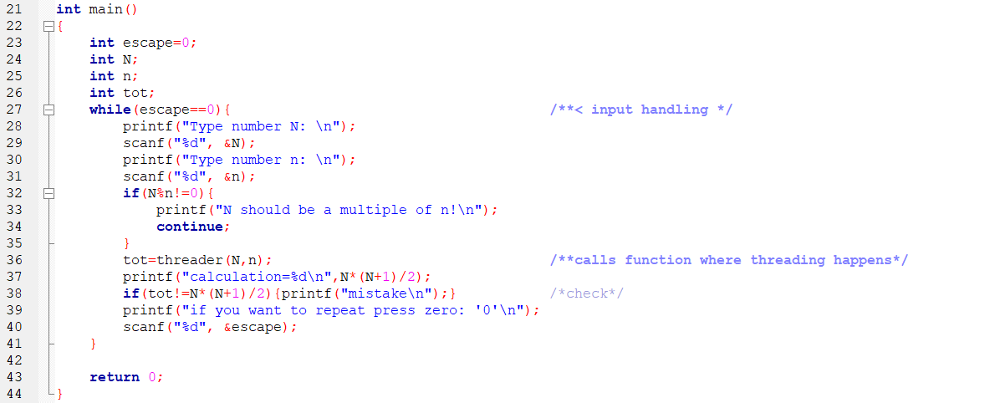 21 int main()
22 {
23     int escape=0;
24     int N;
25     int n;
26     int tot;
27     while(escape==0){                                      /**< input handling */
28         printf("Type number N: \n");
29         scanf("%d", &N);
30         printf("Type number n: \n");
31         scanf("%d", &n);
32         if(N%n!=0){
33             printf("N should be a multiple of n!\n");
34             continue;
35         }
36         tot=threader(N,n);                                 /**calls function where threading happens*/
37         printf("calculation=%d\n",N*(N+1)/2);
38         if(tot!=N*(N+1)/2){printf("mistake\n");}           /*check*/
39         printf("if you want to repeat press zero: '0'\n");
40         scanf("%d", &escape);
41     }
42
43     return 0;
44 }